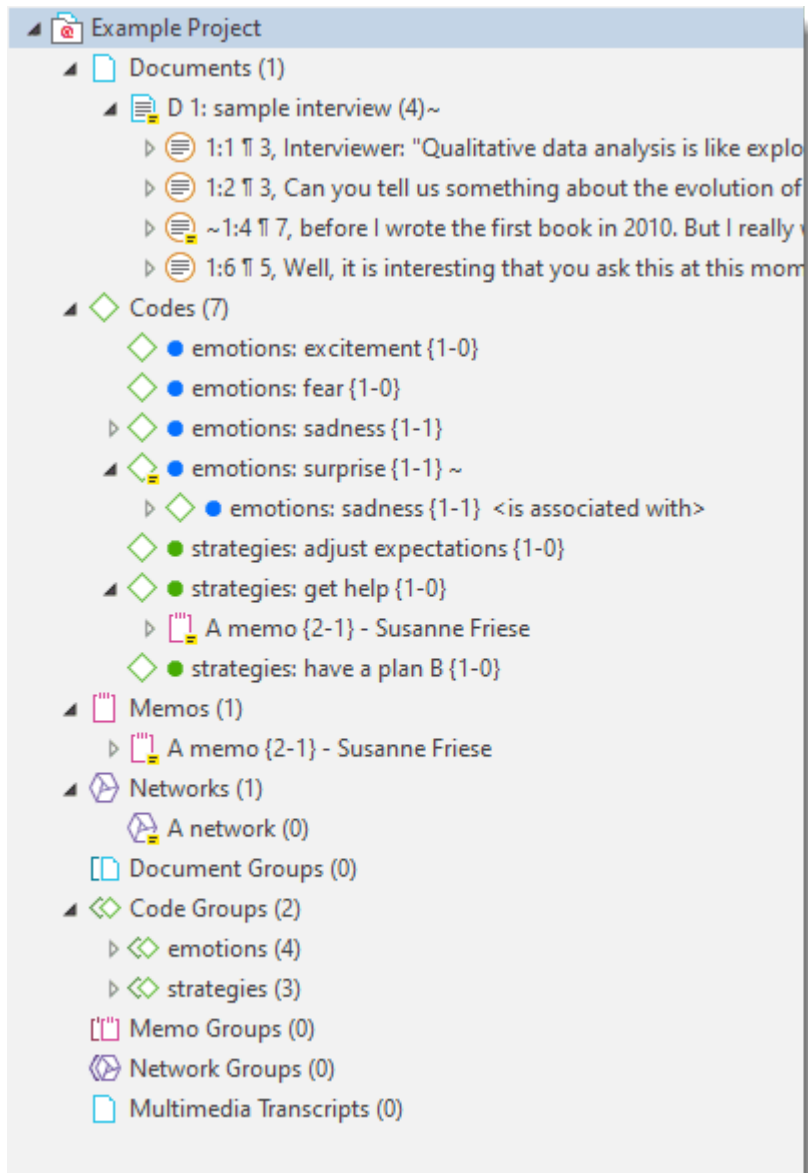 Example Project
Documents (1)
D 1: sample interview (4)~
1:1 ¶ 3, Interviewer: "Qualitative data analysis is like explo
1:2 ¶ 3, Can you tell us something about the evolution of
~1:4 ¶ 7, before I wrote the first book in 2010. But I really
1:6 ¶ 5, Well, it is interesting that you ask this at this mom
Codes (7)
emotions: excitement {1-0}
emotions: fear {1-0}
emotions: sadness {1-1}
emotions: surprise {1-1} ~
emotions: sadness {1-1} <is associated with>
strategies: adjust expectations {1-0}
strategies: get help {1-0}
A memo {2-1} - Susanne Friese
strategies: have a plan B {1-0}
Memos (1)
A memo {2-1} - Susanne Friese
Networks (1)
A network (0)
Document Groups (0)
Code Groups (2)
emotions (4)
strategies (3)
Memo Groups (0)
Network Groups (0)
Multimedia Transcripts (0)